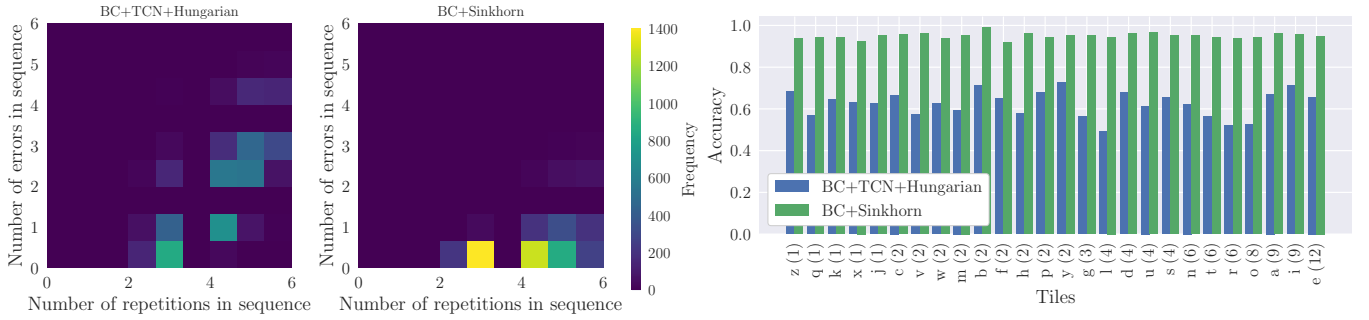 BC+TCN+Hungarian
6
5
4
3
2
1
0
0
2
4
6
Number of errors in sequence
Number of repetitions in sequence
BC+Sinkhorn
6
5
4
3
2
1
0
0
2
4
6
Number of errors in sequence
Number of repetitions in sequence
1400
1200
1000
800
600
400
200
0
Frequency
1.0
0.8
0.6
0.4
0.2
0.0
Accuracy
BC+TCN+Hungarian
BC+Sinkhorn
z (1)
q (1)
k (1)
x (1)
j (1)
c (2)
v (2)
w (2)
m (2)
b (2)
f (2)
h (2)
p (2)
y (2)
g (3)
l (4)
d (4)
u (4)
s (4)
n (6)
t (6)
r (6)
o (8)
a (9)
i (9)
e (12)
Tiles